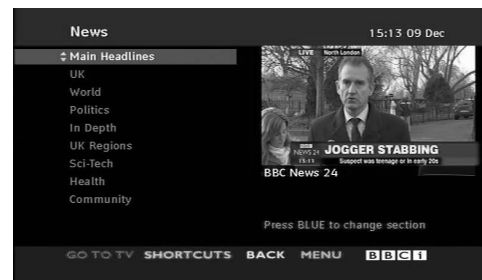 News
15:13 09 Dec
Main Headlines
UK
World
Politics
In Depth
UK Regions
Sci-Tech
Health
Community
LIVE North London
BBC
NEWS 24
15:13
JOGGER STABBING
Suspect was teenage or in early 20s
BBC News 24
Press BLUE to change section
GO TO TV SHORTCUTS BACK MENU BBCi